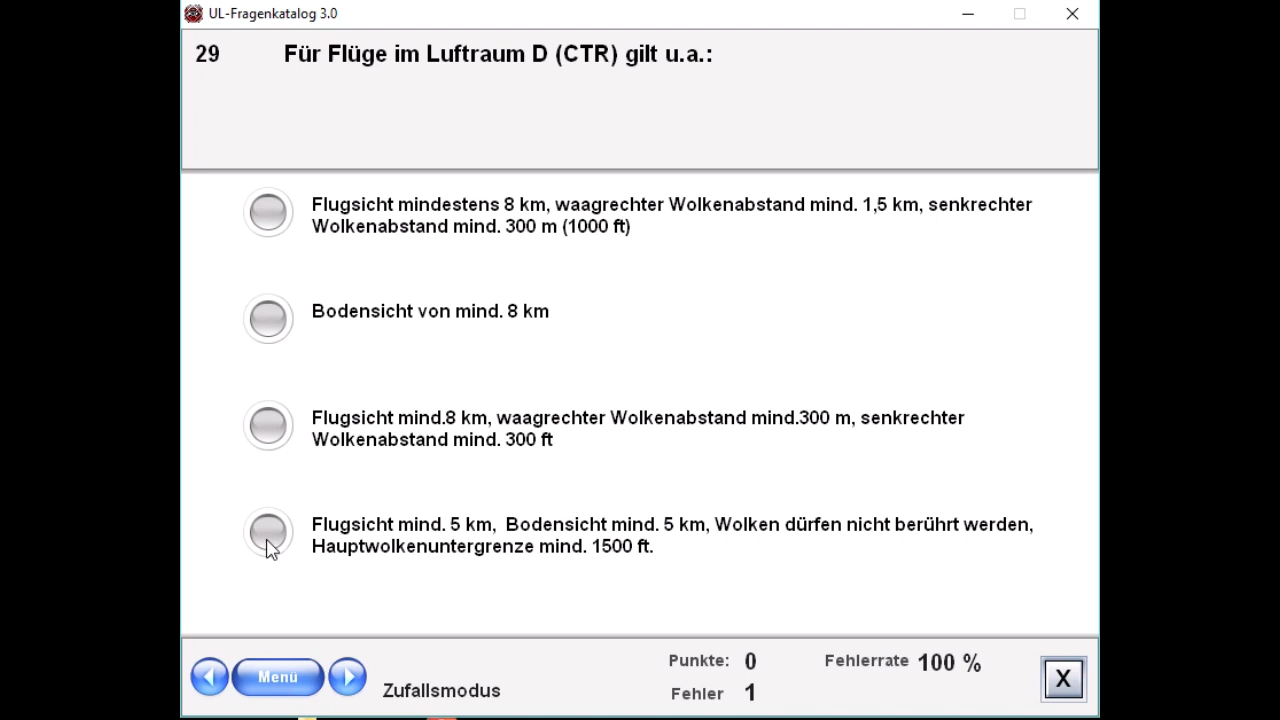 UL-Fragenkatalog 3.0
29 Für Flüge im Luftraum D (CTR) gilt u.a.:
Flugsicht mindestens 8 km, waagrechter Wolkenabstand mind. 1,5 km, senkrechter
Wolkenabstand mind. 300 m (1000 ft)
Bodensicht von mind. 8 km
Flugsicht mind.8 km, waagrechter Wolkenabstand mind.300 m, senkrechter
Wolkenabstand mind. 300 ft
Flugsicht mind. 5 km, Bodensicht mind. 5 km, Wolken dürfen nicht berührt werden,
Hauptwolkenuntergrenze mind. 1500 ft.
Menü
Zufallsmodus
Punkte: 0
Fehlerrate 100 %
Fehler 1
X